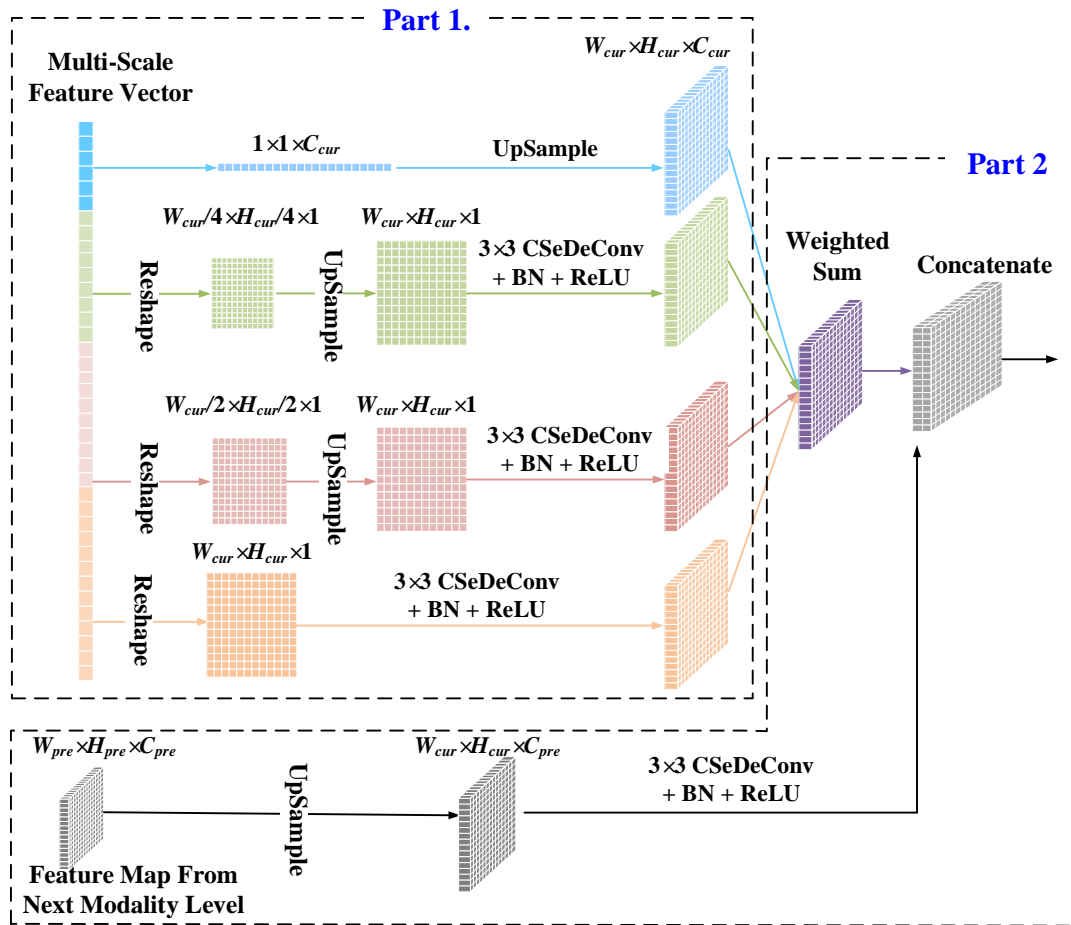 Part 1.
Multi-Scale
Feature Vector
W_cur×H_cur×C_cur
1×1×C_cur
UpSample
Part 2
W_cur/4×H_cur/4×1
W_cur×H_cur×1
Reshape
UpSample
3×3 CSeDeConv
+ BN + ReLU
Weighted
Sum
Concatenate
W_cur/2×H_cur/2×1
W_cur×H_cur×1
Reshape
UpSample
3×3 CSeDeConv
+ BN + ReLU
W_cur×H_cur×1
Reshape
3×3 CSeDeConv
+ BN + ReLU
W_pre×H_pre×C_pre
UpSample
W_cur×H_cur×C_pre
3×3 CSeDeConv
+ BN + ReLU
Feature Map From
Next Modality Level